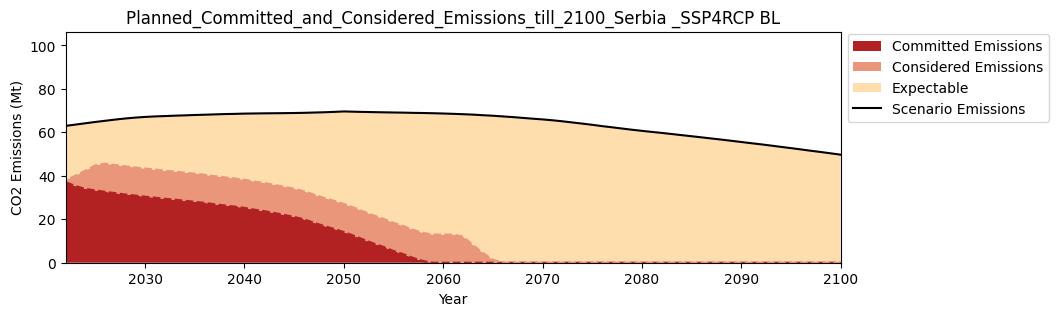 Planned_Committed_and_Considered_Emissions_till_2100_Serbia _SSP4RCP BL
100
80
60
40
20
0
CO2 Emissions (Mt)
2030 2040 2050 2060 2070 2080 2090 2100
Year
Committed Emissions
Considered Emissions
Expectable
Scenario Emissions